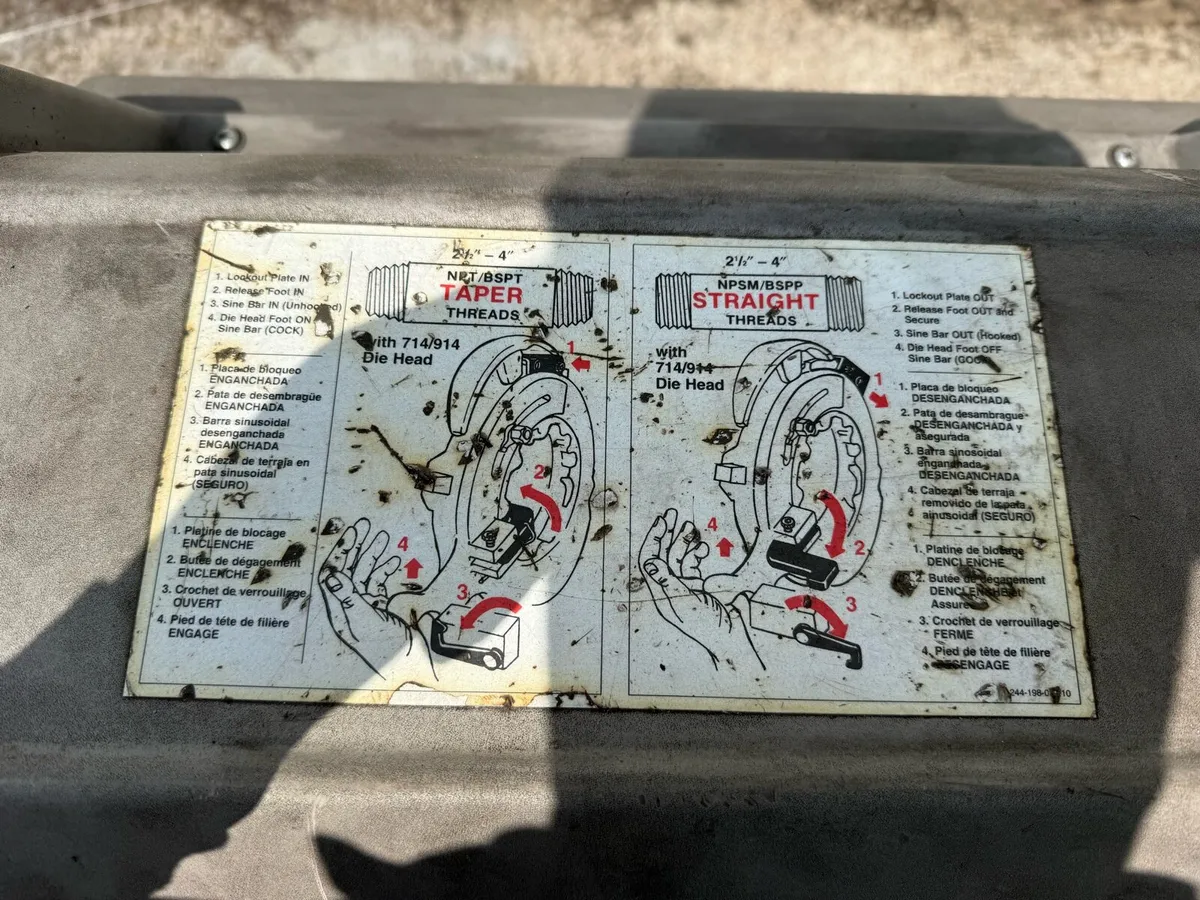 1. Lockout Plate IN
2. Release Foot IN
3. Sine Bar IN (Unhooked)
4. Die Head Foot ON
Sine Bar (COCK)
1. Placa de bloqueo
ENGANCHADA
2. Pata de desembragüe
ENGANCHADA
3. Barra sinusoidal
desenganchada
ENGANCHADA
4. Cabezal de terraja en
pata sinusoidal
(SEGURO)
1. Platine de blocage
ENCLENCHE
2. Butée de dégagement
ENCLENCHE
3. Crochet de verrouillage
OUVERT
4. Pied de téte de filière
ENGAGE
2½" – 4"
NPT/BSPT
TAPER
THREADS
with 714/914
Die Head
1
2
4
3
2½" – 4"
NPSM/BSPP
STRAIGHT
THREADS
with
714/914
Die Head
1
4
2
3
1. Lockout Plate OUT
2. Release Foot OUT and
Secure
3. Sine Bar OUT (Hooked)
4. Die Head Foot OFF
Sine Bar
1. Placa de bloqueo
DESENGANCHADA
2. Pata de desambrague
DESENGANCHADA y
asegurada
3. Barra sinosoidal
enganchada
DESENGANCHADA
4. Cabezal de terraja
removido de la pata
ainusoidal (SEGURO)
1. Platine de blocage
DENCLENCHE
2. Butée de dégagement
3. Crochet de verrouillage
FERME
4. Pied de tête de filière
DESENGAGE